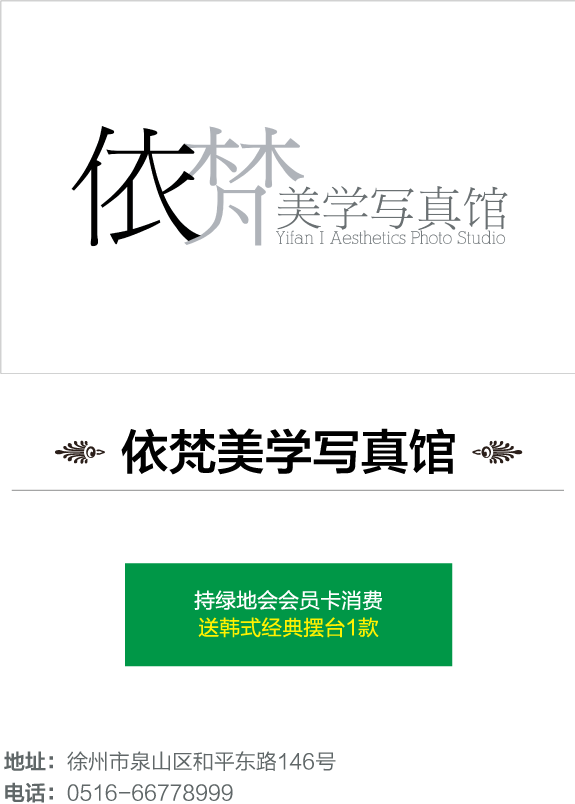 依梵美学写真馆
Yifan I Aesthetics Photo Studio
依梵美学写真馆
持绿地会会员卡消费
送韩式经典摆台1款
地址：徐州市泉山区和平东路146号
电话：0516-66778999